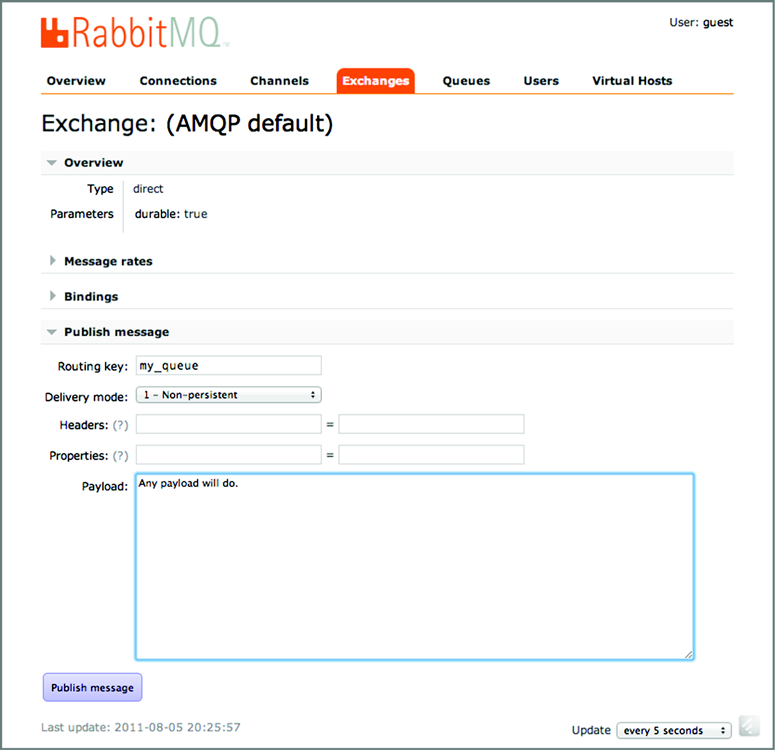 RabbitMQ
User: guest
Overview Connections Channels Exchanges Queues Users Virtual Hosts
Exchange: (AMQP default)
Overview
Type direct
Parameters durable: true
Message rates
Bindings
Publish message
Routing key: my_queue
Delivery mode: 1 - Non-persistent
Headers: (?) =
Properties: (?) =
Payload: Any payload will do.
Publish message
Last update: 2011-08-05 20:25:57
Update every 5 seconds